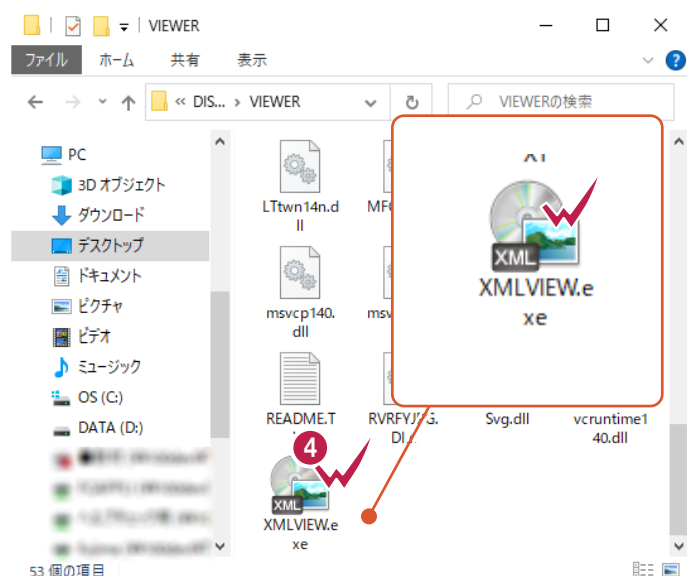 VIEWER
ファイル ホーム 共有 表示
« DIS... › VIEWER
VIEWERの検索
PC
3D オブジェクト
ダウンロード
デスクトップ
ドキュメント
ピクチャ
ビデオ
ミュージック
OS (C:)
DATA (D:)
LTtwn14n.d
ll
msvcp140.
dll
README.T
Svg.dll
vcruntime1
40.dll
4
XML
XMLVIEW.e
xe
XML
XMLVIEW.e
xe
53 個の項目